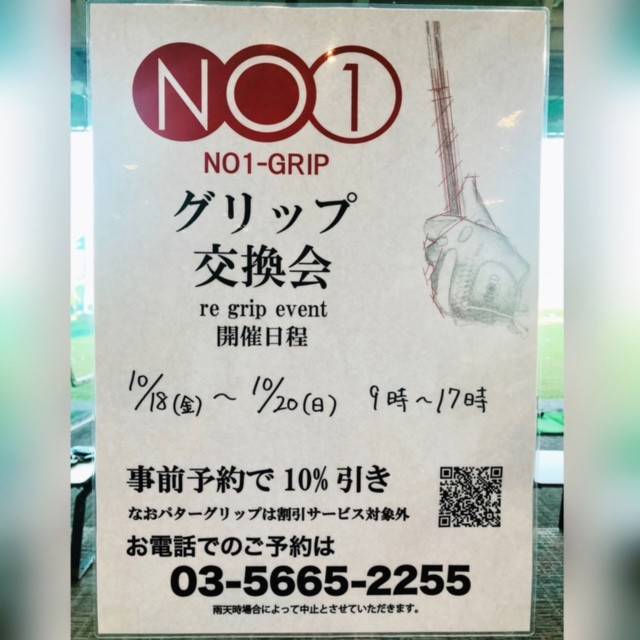 NO1
NO1-GRIP
グリップ
交換会
re grip event
開催日程
10/18(金)～10/20(日) 9時～17時
事前予約で10%引き
なおパターグリップは割引サービス対象外
お電話でのご予約は
03-5665-2255
雨天時場合によって中止とさせていただきます。